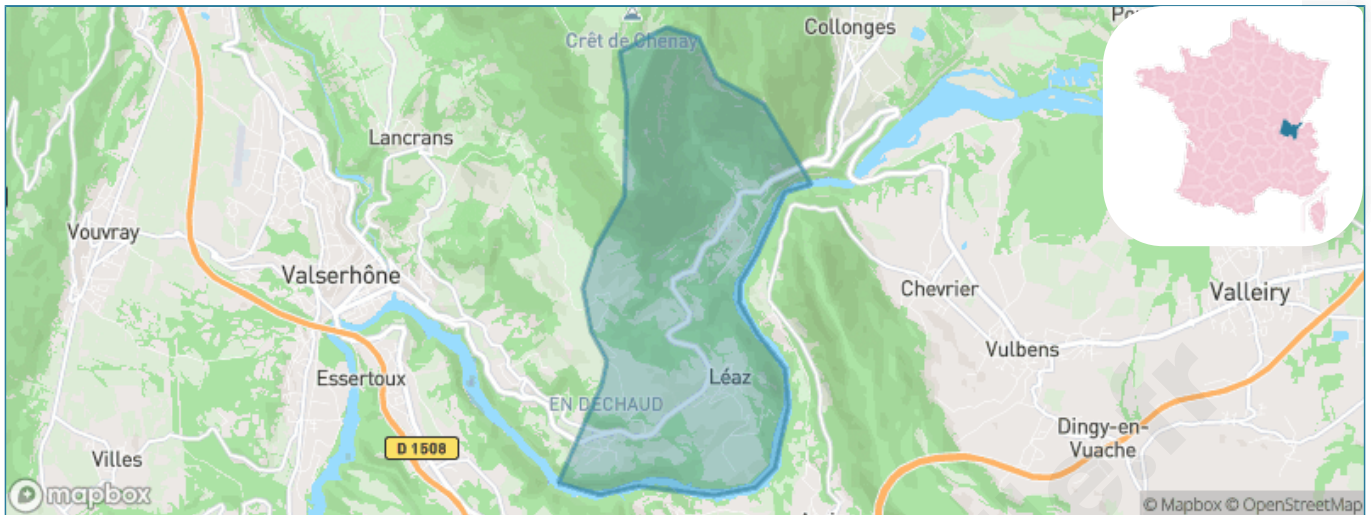 Crêt de Chenay
Collonges
Lancrans
Vouvray
Valserhône
Chevrier
Valleiry
Vulbens
Essertoux
Léaz
EN DECHAUD
D 1508
Dingy-en-
Vuache
Villes
mapbox
© Mapbox © OpenStreetMap